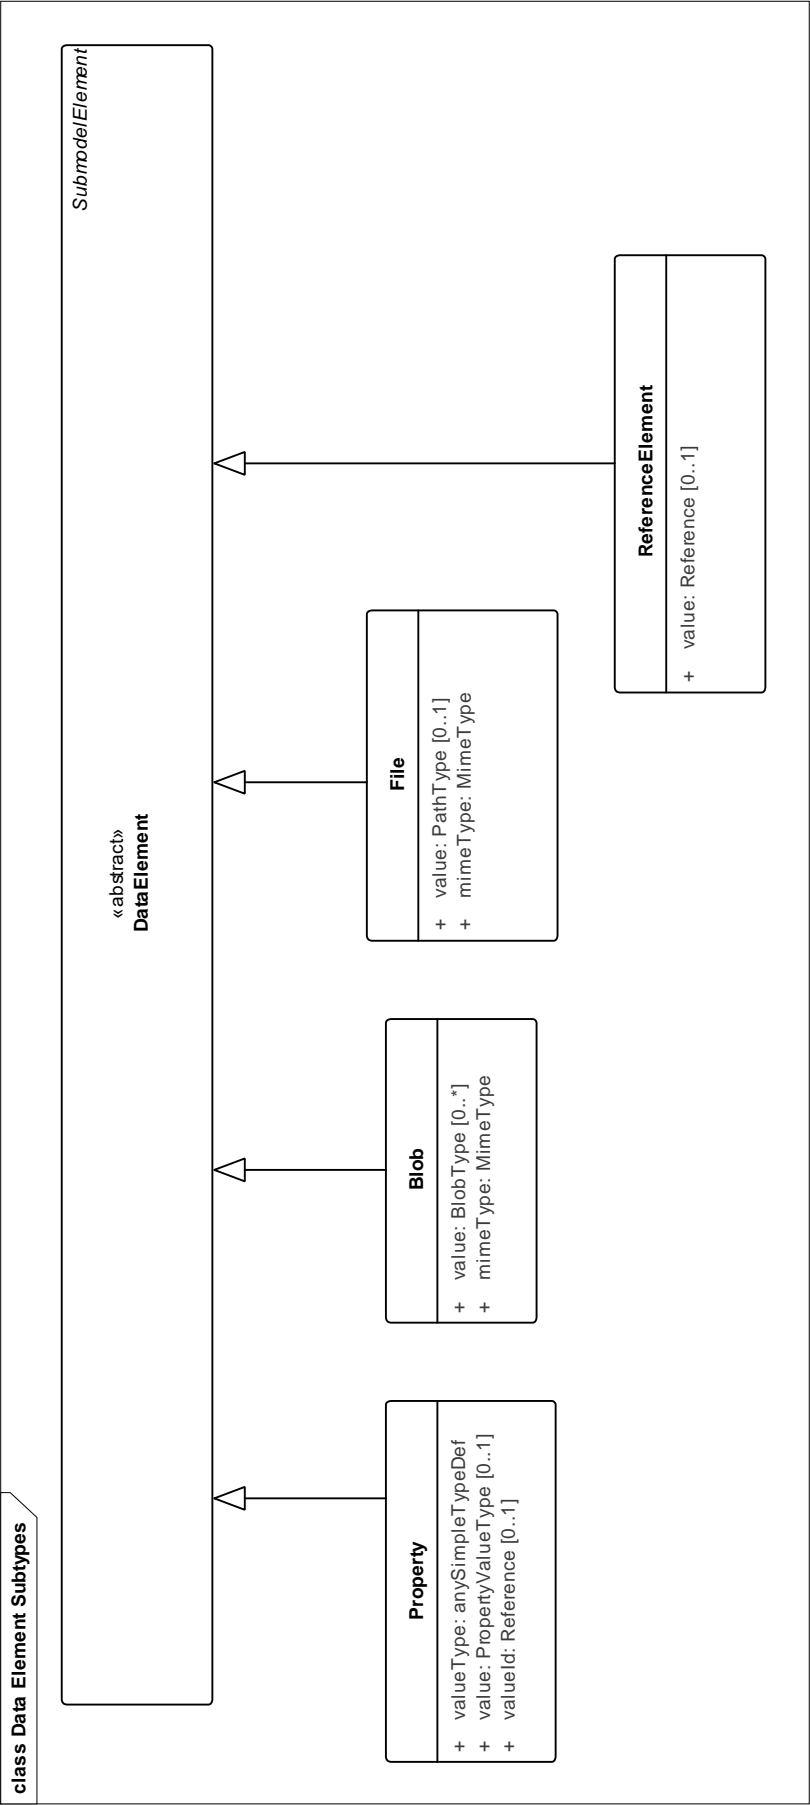 class Data Element Subtypes
SubmodelElement
«abstract»
DataElement
Property
+ valueType: anySimpleTypeDef
+ value: PropertyValueType [0..1]
+ valueId: Reference [0..1]
Blob
+ value: BlobType [0..*]
+ mimeType: MimeType
File
+ value: PathType [0..1]
+ mimeType: MimeType
ReferenceElement
+ value: Reference [0..1]